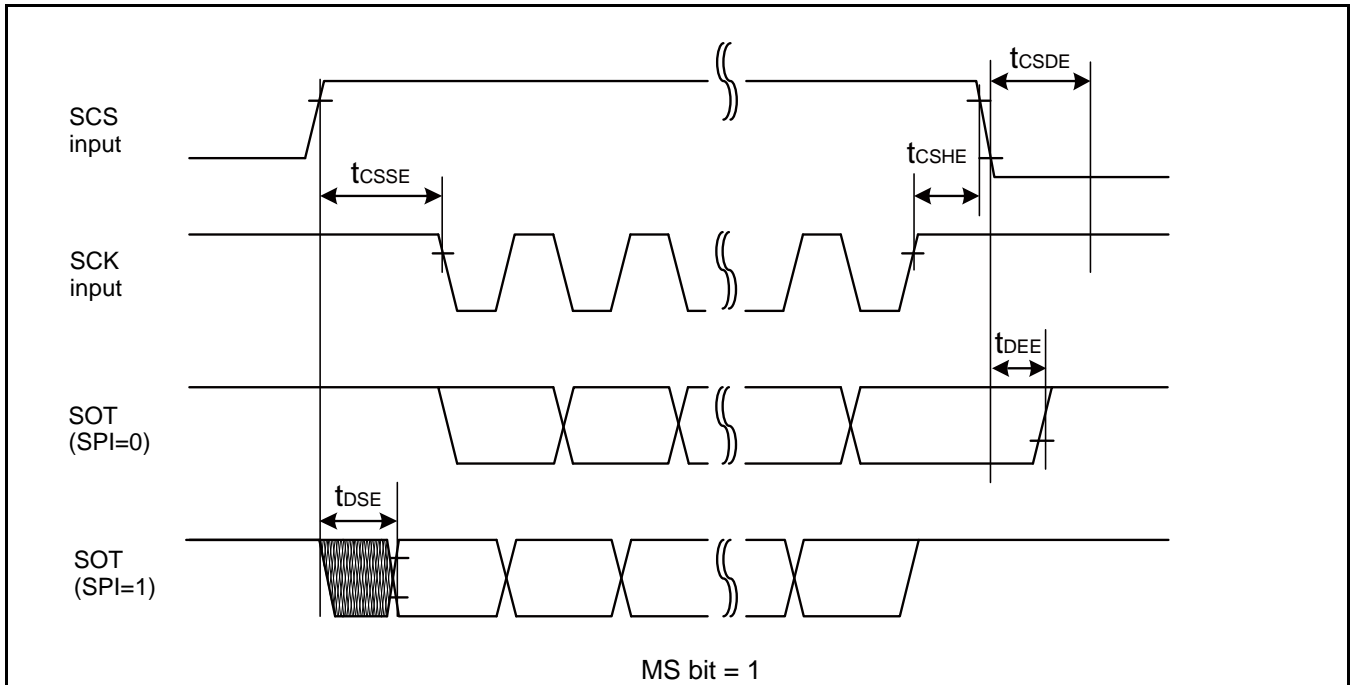 tCSDE
SCS
input
tCSHE
tCSSE
SCK
input
tDEE
SOT
(SPI=0)
tDSE
SOT
(SPI=1)
MS bit = 1